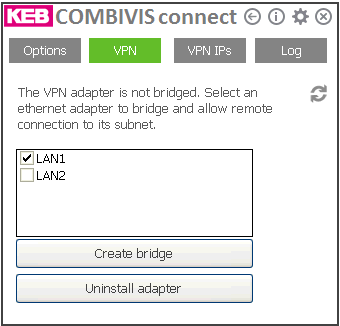 KEB COMBIVIS connect
Options VPN VPN IPs Log
The VPN adapter is not bridged. Select an
ethernet adapter to bridge and allow remote
connection to its subnet.
LAN1
LAN2
Create bridge
Uninstall adapter